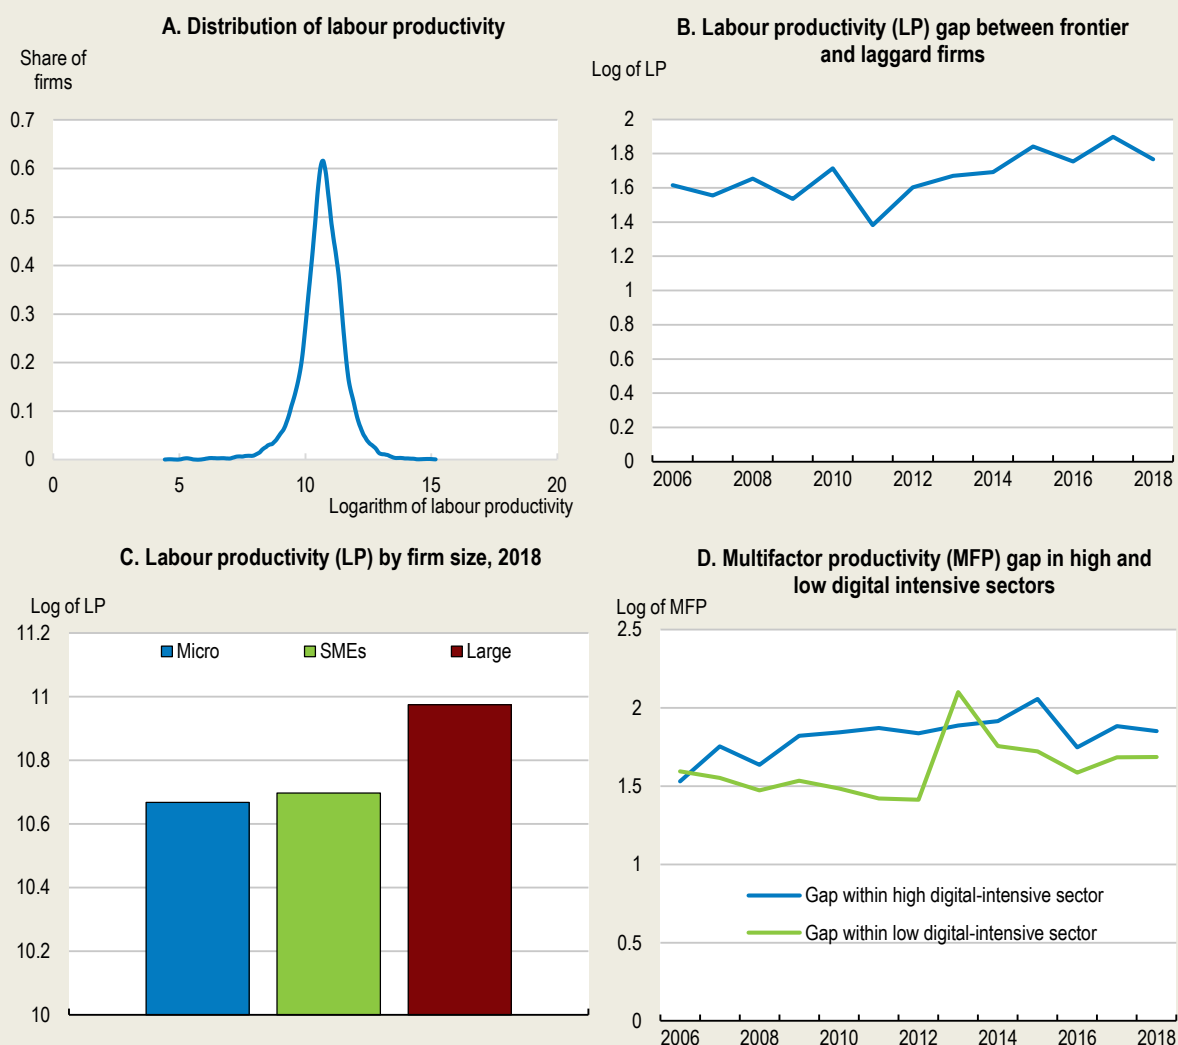 A. Distribution of labour productivity
Share of
firms
0.7
0.6
0.5
0.4
0.3
0.2
0.1
0
0 5 10 15 20
Logarithm of labour productivity
B. Labour productivity (LP) gap between frontier
and laggard firms
Log of LP
2
1.8
1.6
1.4
1.2
1
0.8
0.6
0.4
0.2
0
2006 2008 2010 2012 2014 2016 2018
C. Labour productivity (LP) by firm size, 2018
Log of LP
11.2
11
10.8
10.6
10.4
10.2
10
Micro SMEs Large
D. Multifactor productivity (MFP) gap in high and
low digital intensive sectors
Log of MFP
2.5
2
1.5
1
0.5
0
Gap within high digital-intensive sector
Gap within low digital-intensive sector
2006 2008 2010 2012 2014 2016 2018